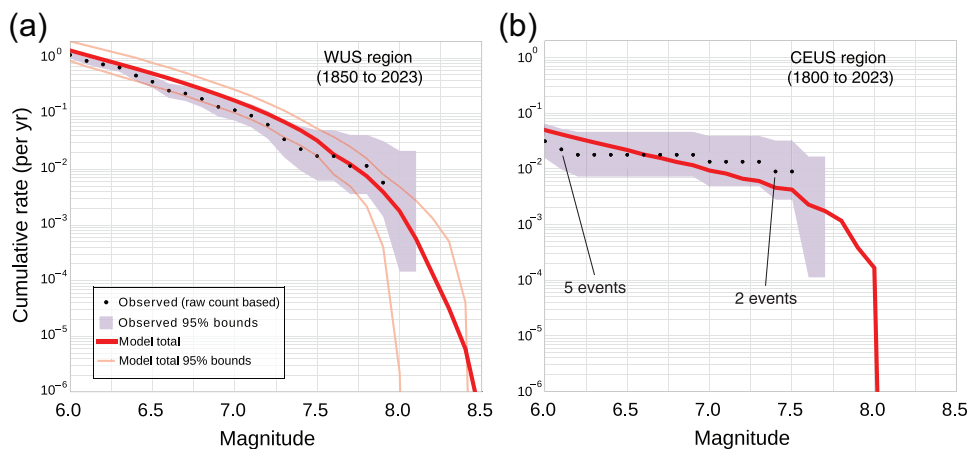 (a)
WUS region
(1850 to 2023)
Cumulative rate (per yr)
10^0
10^-1
10^-2
10^-3
10^-4
10^-5
10^-6
Observed (raw count based)
Observed 95% bounds
Model total
Model total 95% bounds
6.0 6.5 7.0 7.5 8.0 8.5
Magnitude
(b)
CEUS region
(1800 to 2023)
10^0
10^-1
10^-2
10^-3
10^-4
10^-5
10^-6
5 events
2 events
6.0 6.5 7.0 7.5 8.0 8.5
Magnitude